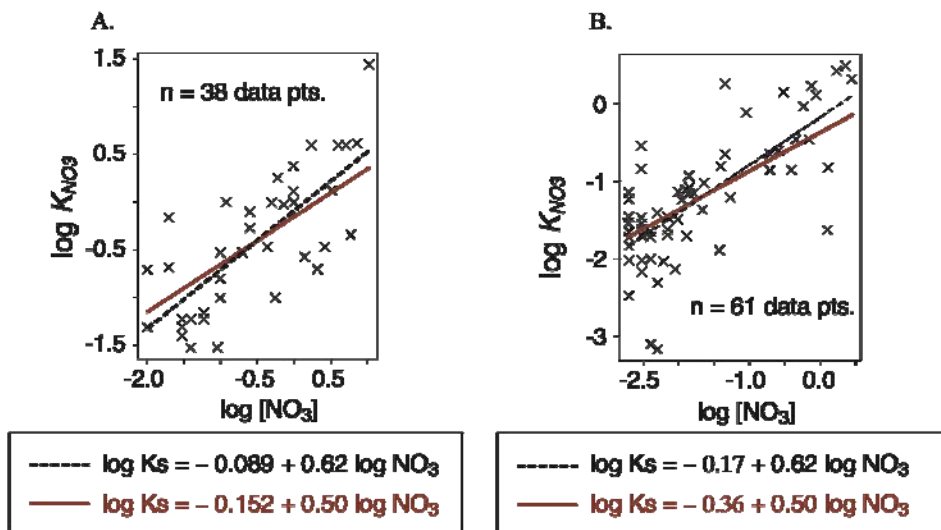 A.
1.5
0.5
-0.5
-1.5
log K_NO3
n = 38 data pts.
-2.0 -0.5 0.5
log [NO₃]
log Ks = – 0.089 + 0.62 log NO₃
log Ks = – 0.152 + 0.50 log NO₃
B.
0
-1
-2
-3
log K_NO3
n = 61 data pts.
-2.5 -1.0 0.0
log [NO₃]
log Ks = – 0.17 + 0.62 log NO₃
log Ks = – 0.36 + 0.50 log NO₃